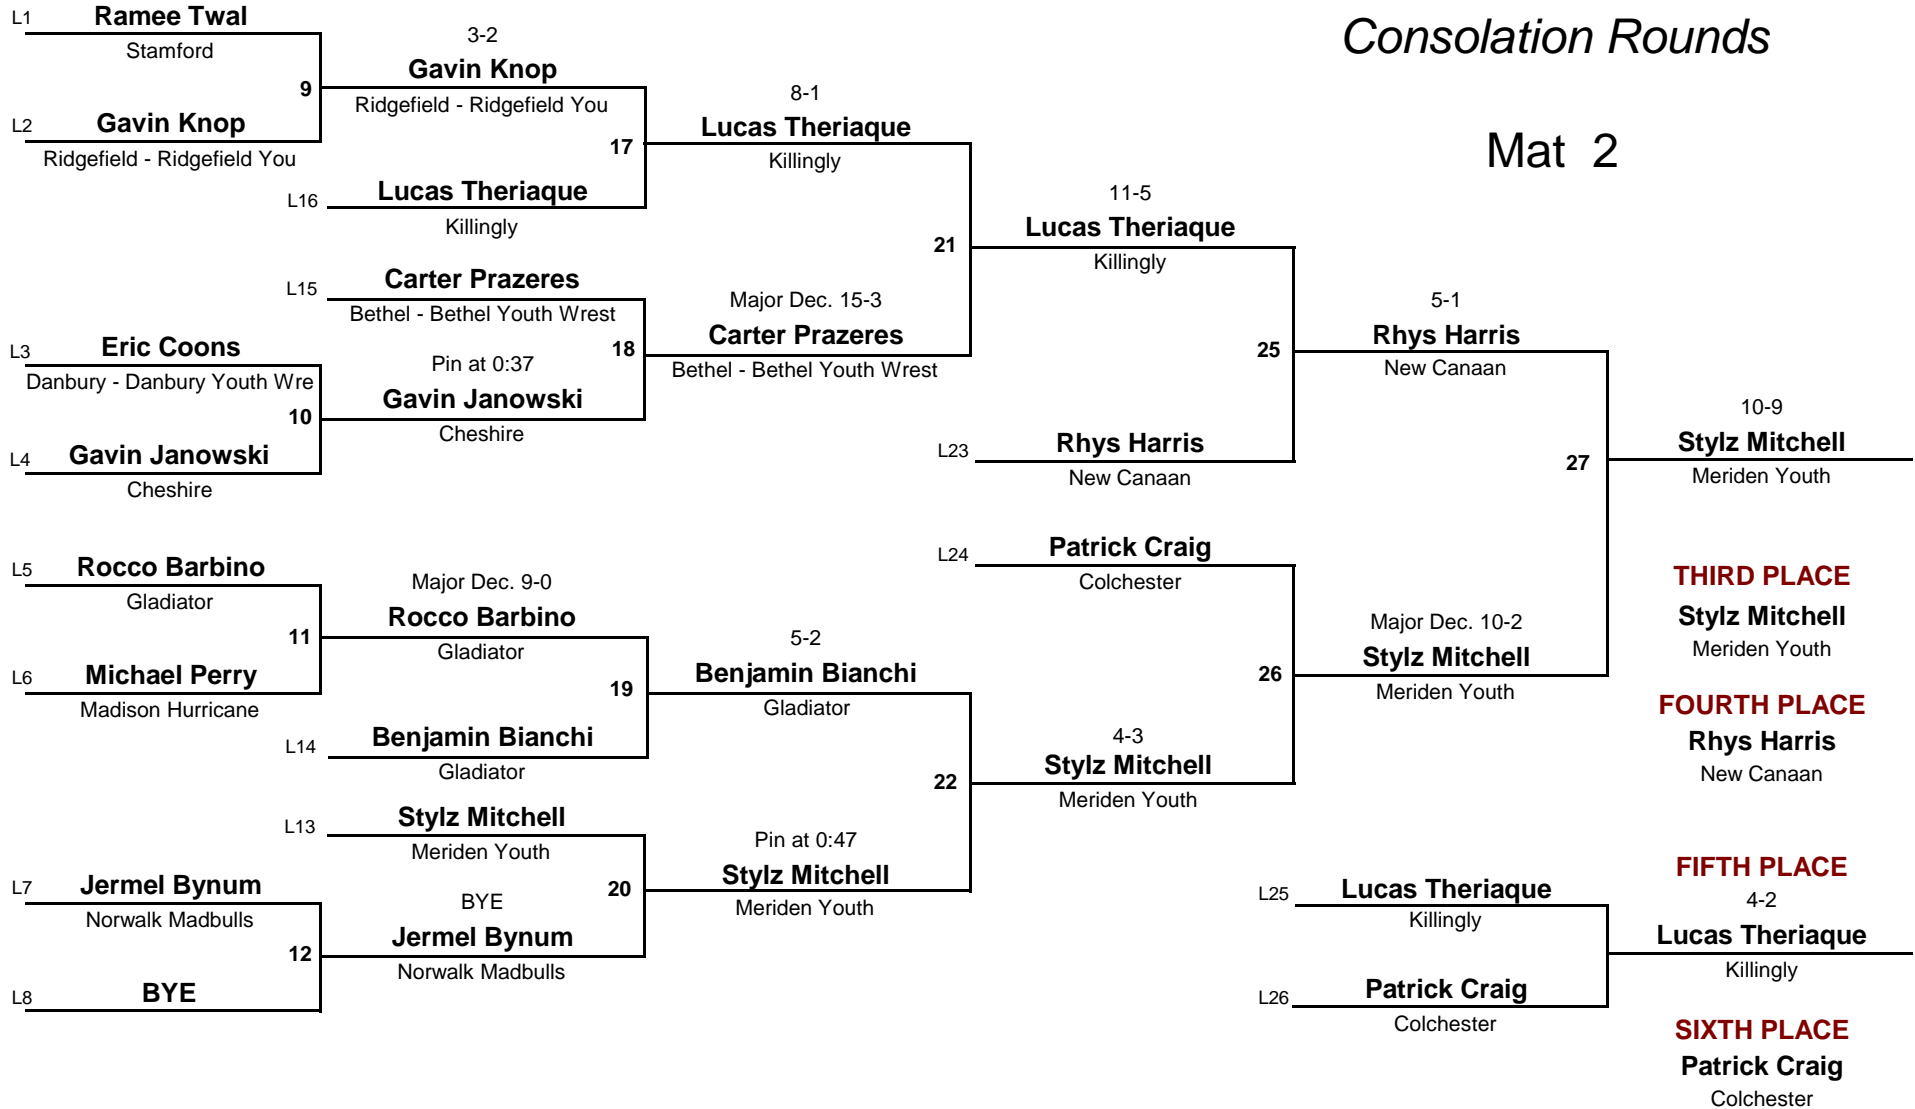 Consolation Rounds
Mat 2
L1
Ramee Twal
Stamford
9
L2
Gavin Knop
Ridgefield - Ridgefield You
3-2
Gavin Knop
Ridgefield - Ridgefield You
17
L16
Lucas Theriaque
Killingly
8-1
Lucas Theriaque
Killingly
21
L15
Carter Prazeres
Bethel - Bethel Youth Wrest
18
L3
Eric Coons
Danbury - Danbury Youth Wre
10
L4
Gavin Janowski
Cheshire
Pin at 0:37
Gavin Janowski
Cheshire
Major Dec. 15-3
Carter Prazeres
Bethel - Bethel Youth Wrest
11-5
Lucas Theriaque
Killingly
25
L23
Rhys Harris
New Canaan
5-1
Rhys Harris
New Canaan
27
10-9
Stylz Mitchell
Meriden Youth
L5
Rocco Barbino
Gladiator
11
L6
Michael Perry
Madison Hurricane
Major Dec. 9-0
Rocco Barbino
Gladiator
19
L14
Benjamin Bianchi
Gladiator
5-2
Benjamin Bianchi
Gladiator
22
L13
Stylz Mitchell
Meriden Youth
20
L7
Jermel Bynum
Norwalk Madbulls
12
L8
BYE
BYE
Jermel Bynum
Norwalk Madbulls
Pin at 0:47
Stylz Mitchell
Meriden Youth
L24
Patrick Craig
Colchester
26
4-3
Stylz Mitchell
Meriden Youth
Major Dec. 10-2
Stylz Mitchell
Meriden Youth
THIRD PLACE
Stylz Mitchell
Meriden Youth
FOURTH PLACE
Rhys Harris
New Canaan
L25
Lucas Theriaque
Killingly
L26
Patrick Craig
Colchester
FIFTH PLACE
4-2
Lucas Theriaque
Killingly
SIXTH PLACE
Patrick Craig
Colchester